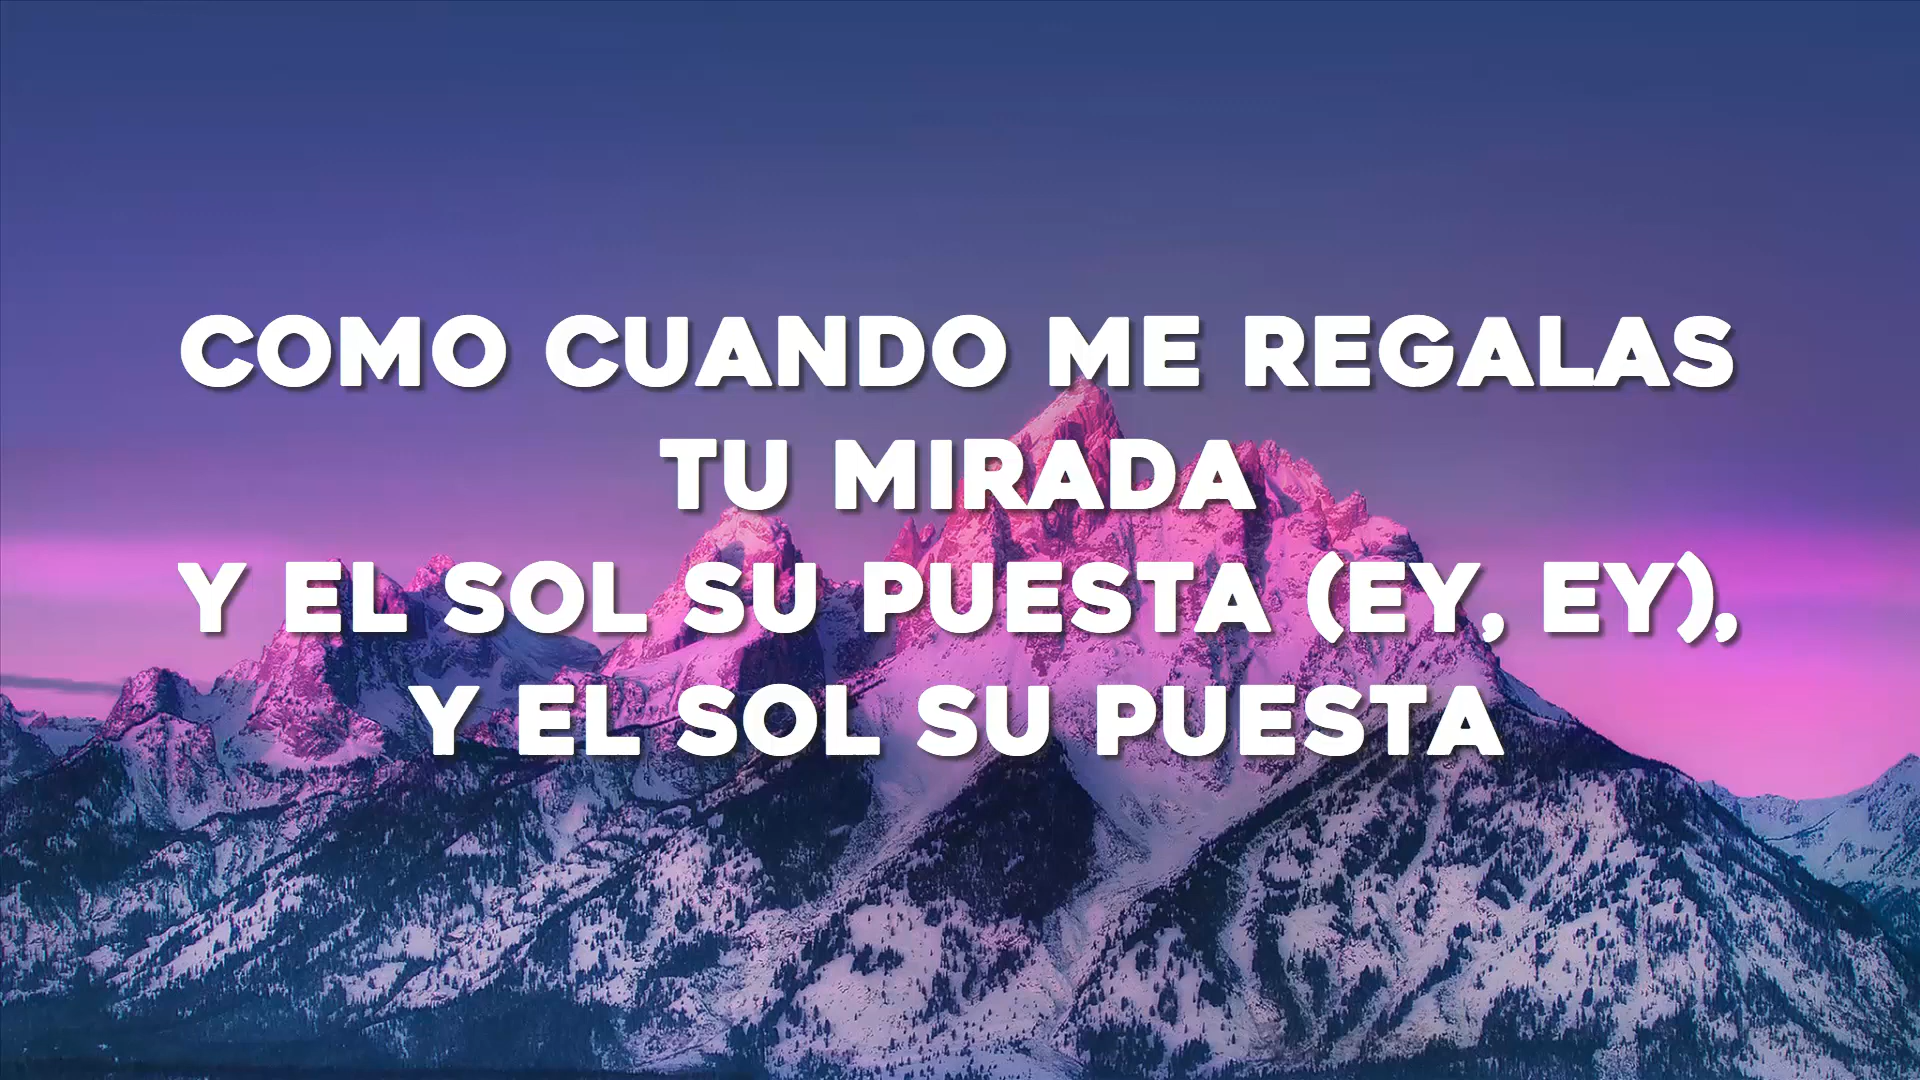 COMO CUANDO ME REGALAS
TU MIRADA
Y EL SOL SU PUESTA (EY, EY),
Y EL SOL SU PUESTA